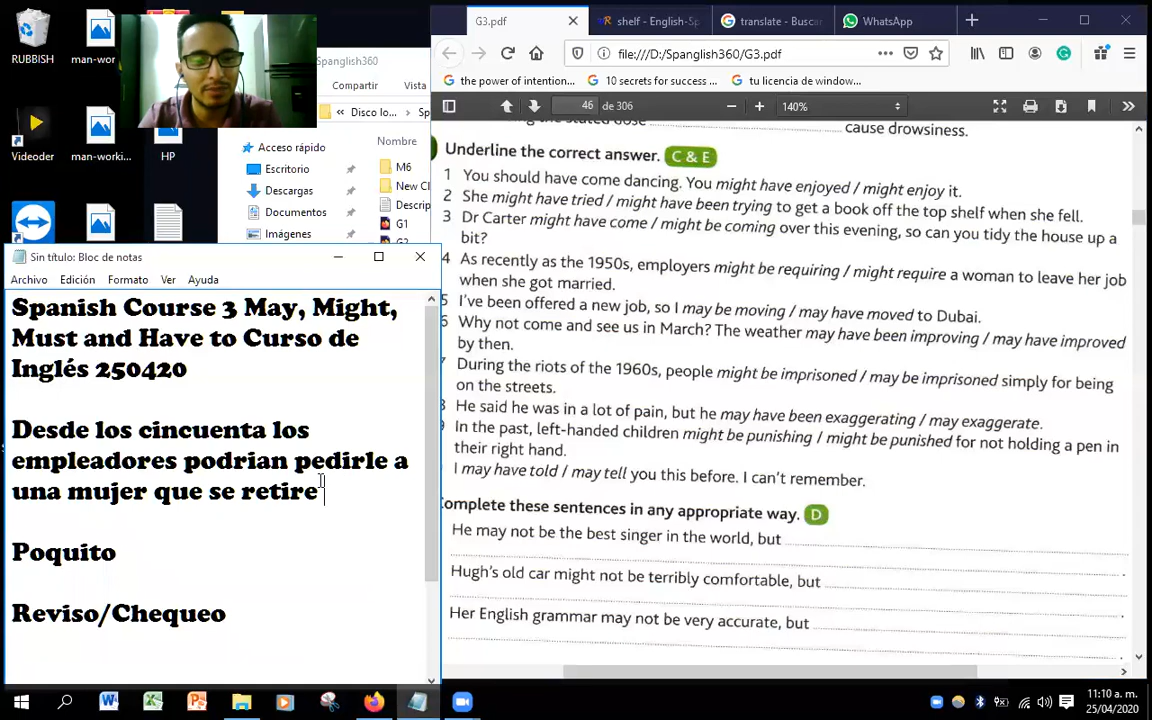 RUBBISH
man-wor
Videoder
man-worki...
HP
Spanglish360
Compartir
Vista
Disco lo...
Sp
Nombre
Acceso rápido
Escritorio
Descargas
Documentos
Imágenes
M6
New Cl
Descrip
G1
G2
G3.pdf
shelf - English-Sp
translate - Buscar
WhatsApp
file:///D:/Spanglish360/G3.pdf
the power of intention...
10 secrets for success ...
tu licencia de window...
46 de 306
140%
cause drowsiness.
Underline the correct answer. C & E
1 You should have come dancing. You might have enjoyed / might enjoy it.
2 She might have tried / might have been trying to get a book off the top shelf when she fell.
3 Dr Carter might have come / might be coming over this evening, so can you tidy the house up a
bit?
4 As recently as the 1950s, employers might be requiring / might require a woman to leave her job
when she got married.
5 I've been offered a new job, so I may be moving / may have moved to Dubai.
6 Why not come and see us in March? The weather may have been improving / may have improved
by then.
7 During the riots of the 1960s, people might be imprisoned / may be imprisoned simply for being
on the streets.
8 He said he was in a lot of pain, but he may have been exaggerating / may exaggerate.
9 In the past, left-handed children might be punishing / might be punished for not holding a pen in
their right hand.
I may have told / may tell you this before. I can't remember.
Complete these sentences in any appropriate way. D
He may not be the best singer in the world, but
Hugh's old car might not be terribly comfortable, but
Her English grammar may not be very accurate, but
Sin título: Bloc de notas
Archivo Edición Formato Ver Ayuda
Spanish Course 3 May, Might,
Must and Have to Curso de
Inglés 250420
Desde los cincuenta los
empleadores podrian pedirle a
una mujer que se retire
Poquito
Reviso/Chequeo
11:10 a. m.
25/04/2020